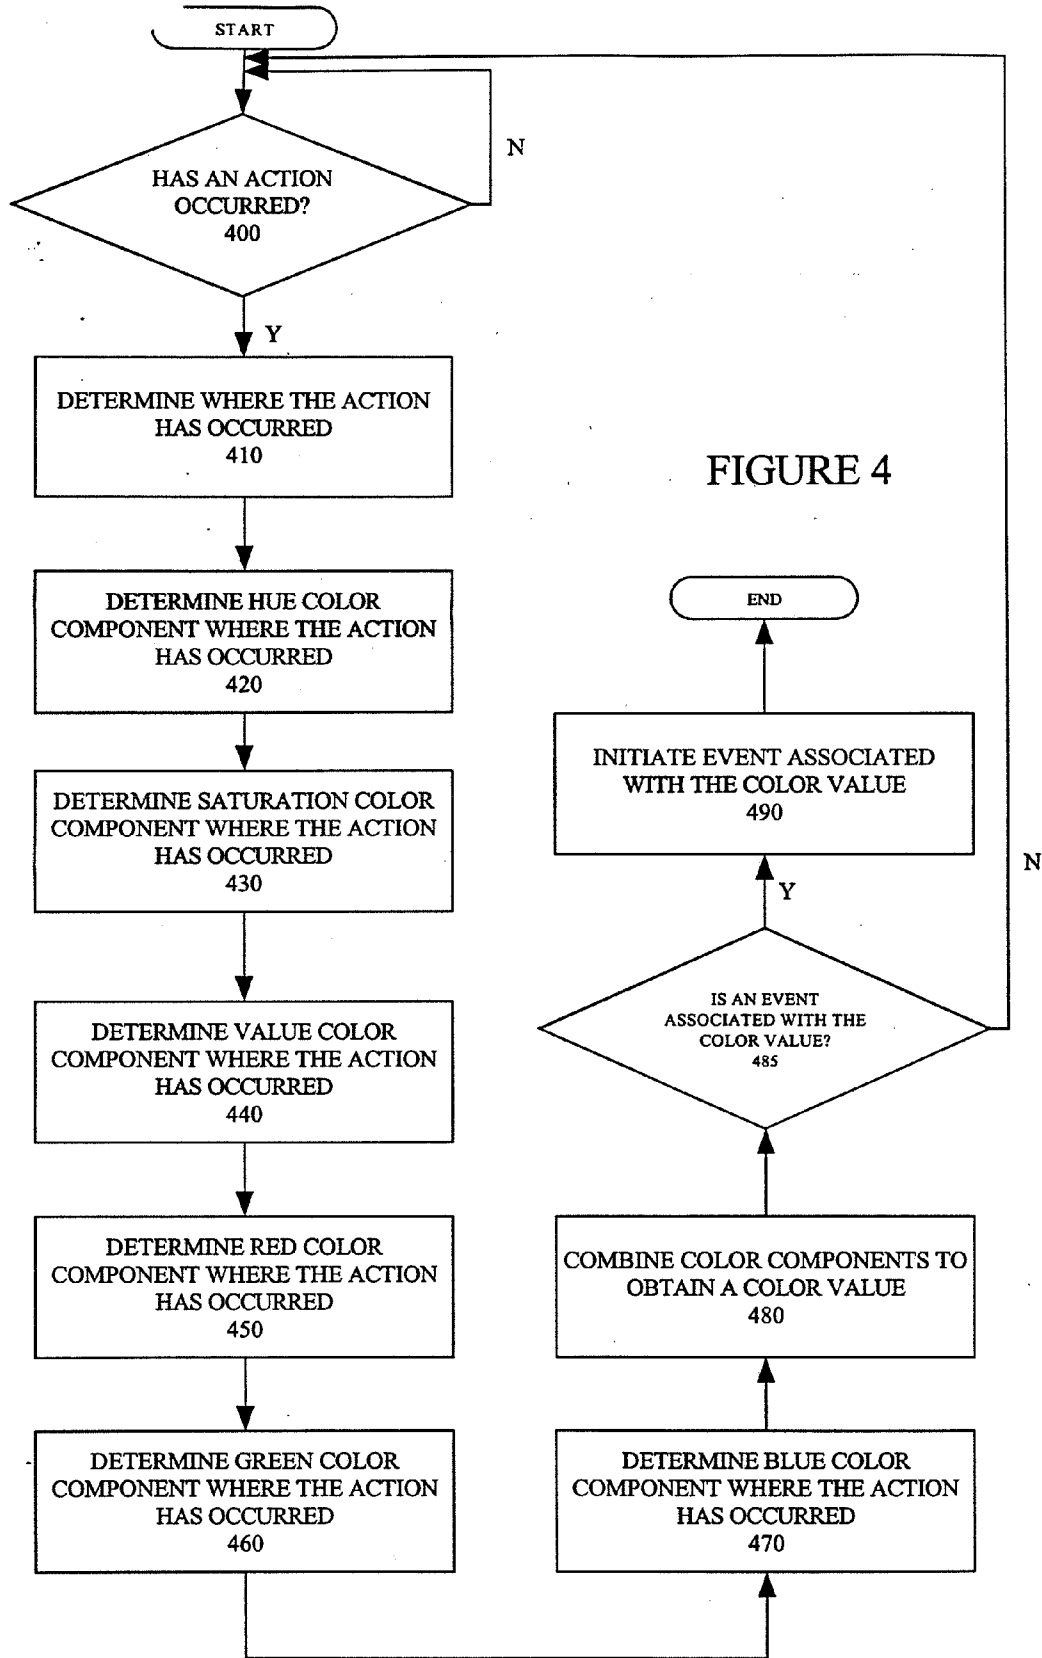 START
HAS AN ACTION
OCCURRED?
400
N
Y
DETERMINE WHERE THE ACTION
HAS OCCURRED
410
DETERMINE HUE COLOR
COMPONENT WHERE THE ACTION
HAS OCCURRED
420
DETERMINE SATURATION COLOR
COMPONENT WHERE THE ACTION
HAS OCCURRED
430
DETERMINE VALUE COLOR
COMPONENT WHERE THE ACTION
HAS OCCURRED
440
DETERMINE RED COLOR
COMPONENT WHERE THE ACTION
HAS OCCURRED
450
DETERMINE GREEN COLOR
COMPONENT WHERE THE ACTION
HAS OCCURRED
460
FIGURE 4
END
INITIATE EVENT ASSOCIATED
WITH THE COLOR VALUE
490
N
Y
IS AN EVENT
ASSOCIATED WITH THE
COLOR VALUE?
485
COMBINE COLOR COMPONENTS TO
OBTAIN A COLOR VALUE
480
DETERMINE BLUE COLOR
COMPONENT WHERE THE ACTION
HAS OCCURRED
470